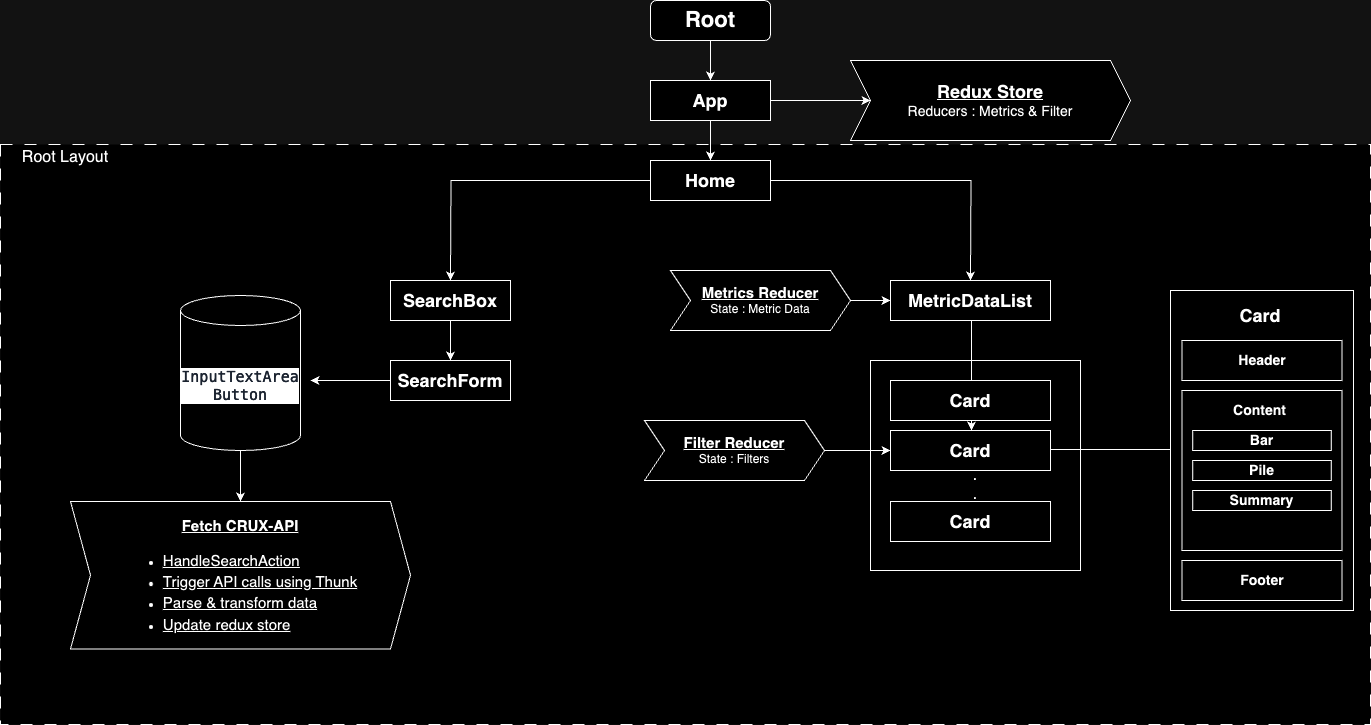 Root
App
Redux Store
Reducers : Metrics & Filter
Root Layout
Home
SearchBox
SearchForm
InputTextArea
Button
Fetch CRUX-API
• HandleSearchAction
• Trigger API calls using Thunk
• Parse & transform data
• Update redux store
Metrics Reducer
State : Metric Data
MetricDataList
Filter Reducer
State : Filters
Card
Card
.
.
Card
Card
Header
Content
Bar
Pile
Summary
Footer